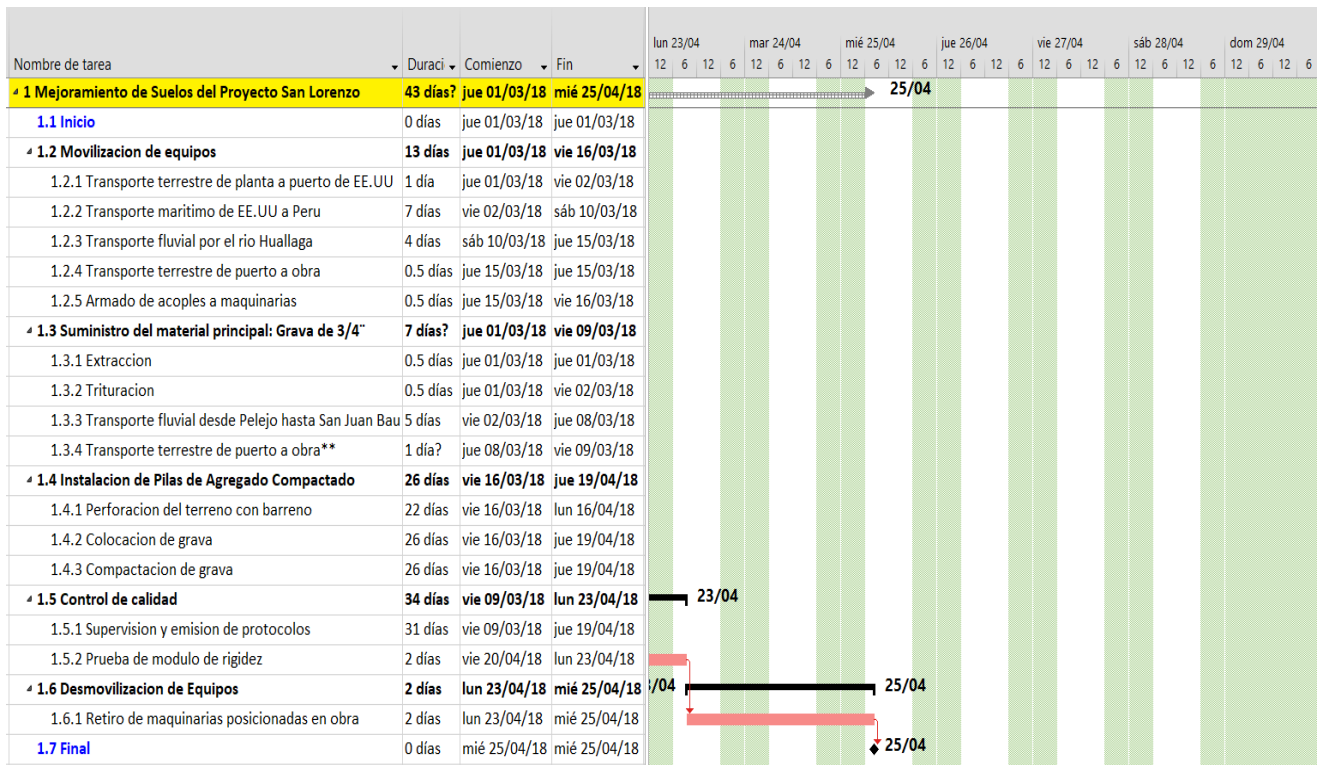 lun 23/04 mar 24/04 mié 25/04 jue 26/04 vie 27/04 sáb 28/04 dom 29/04
Nombre de tarea Duraci Comienzo Fin 12 6 12 6 12 6 12 6 12 6 12 6 12 6 12 6 12 6 12 6 12 6 12 6 12 6 12 6
1 Mejoramiento de Suelos del Proyecto San Lorenzo 43 días? jue 01/03/18 mié 25/04/18 25/04
1.1 Inicio 0 días jue 01/03/18 jue 01/03/18
1.2 Movilizacion de equipos 13 días jue 01/03/18 vie 16/03/18
1.2.1 Transporte terrestre de planta a puerto de EE.UU 1 día jue 01/03/18 vie 02/03/18
1.2.2 Transporte maritimo de EE.UU a Peru 7 días vie 02/03/18 sáb 10/03/18
1.2.3 Transporte fluvial por el rio Huallaga 4 días sáb 10/03/18 jue 15/03/18
1.2.4 Transporte terrestre de puerto a obra 0.5 días jue 15/03/18 jue 15/03/18
1.2.5 Armado de acoples a maquinarias 0.5 días jue 15/03/18 vie 16/03/18
1.3 Suministro del material principal: Grava de 3/4¨ 7 días? jue 01/03/18 vie 09/03/18
1.3.1 Extraccion 0.5 días jue 01/03/18 jue 01/03/18
1.3.2 Trituracion 0.5 días jue 01/03/18 vie 02/03/18
1.3.3 Transporte fluvial desde Pelejo hasta San Juan Bau 5 días vie 02/03/18 jue 08/03/18
1.3.4 Transporte terrestre de puerto a obra** 1 día? jue 08/03/18 vie 09/03/18
1.4 Instalacion de Pilas de Agregado Compactado 26 días vie 16/03/18 jue 19/04/18
1.4.1 Perforacion del terreno con barreno 22 días vie 16/03/18 lun 16/04/18
1.4.2 Colocacion de grava 26 días vie 16/03/18 jue 19/04/18
1.4.3 Compactacion de grava 26 días vie 16/03/18 jue 19/04/18
1.5 Control de calidad 34 días vie 09/03/18 lun 23/04/18 23/04
1.5.1 Supervision y emision de protocolos 31 días vie 09/03/18 jue 19/04/18
1.5.2 Prueba de modulo de rigidez 2 días vie 20/04/18 lun 23/04/18
1.6 Desmovilizacion de Equipos 2 días lun 23/04/18 mié 25/04/18 /04 25/04
1.6.1 Retiro de maquinarias posicionadas en obra 2 días lun 23/04/18 mié 25/04/18
1.7 Final 0 días mié 25/04/18 mié 25/04/18 25/04